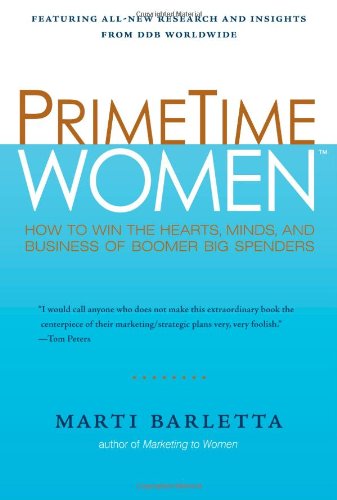 FEATURING ALL-NEW RESEARCH AND INSIGHTS
FROM DDB WORLDWIDE
PRIMETIME
WOMEN™
HOW TO WIN THE HEARTS, MINDS, AND
BUSINESS OF BOOMER BIG SPENDERS
“I would call anyone who does not make this extraordinary book the
centerpiece of their marketing/strategic plans very, very foolish.”
—Tom Peters
MARTI BARLETTA
author of Marketing to Women
Copyrighted Material